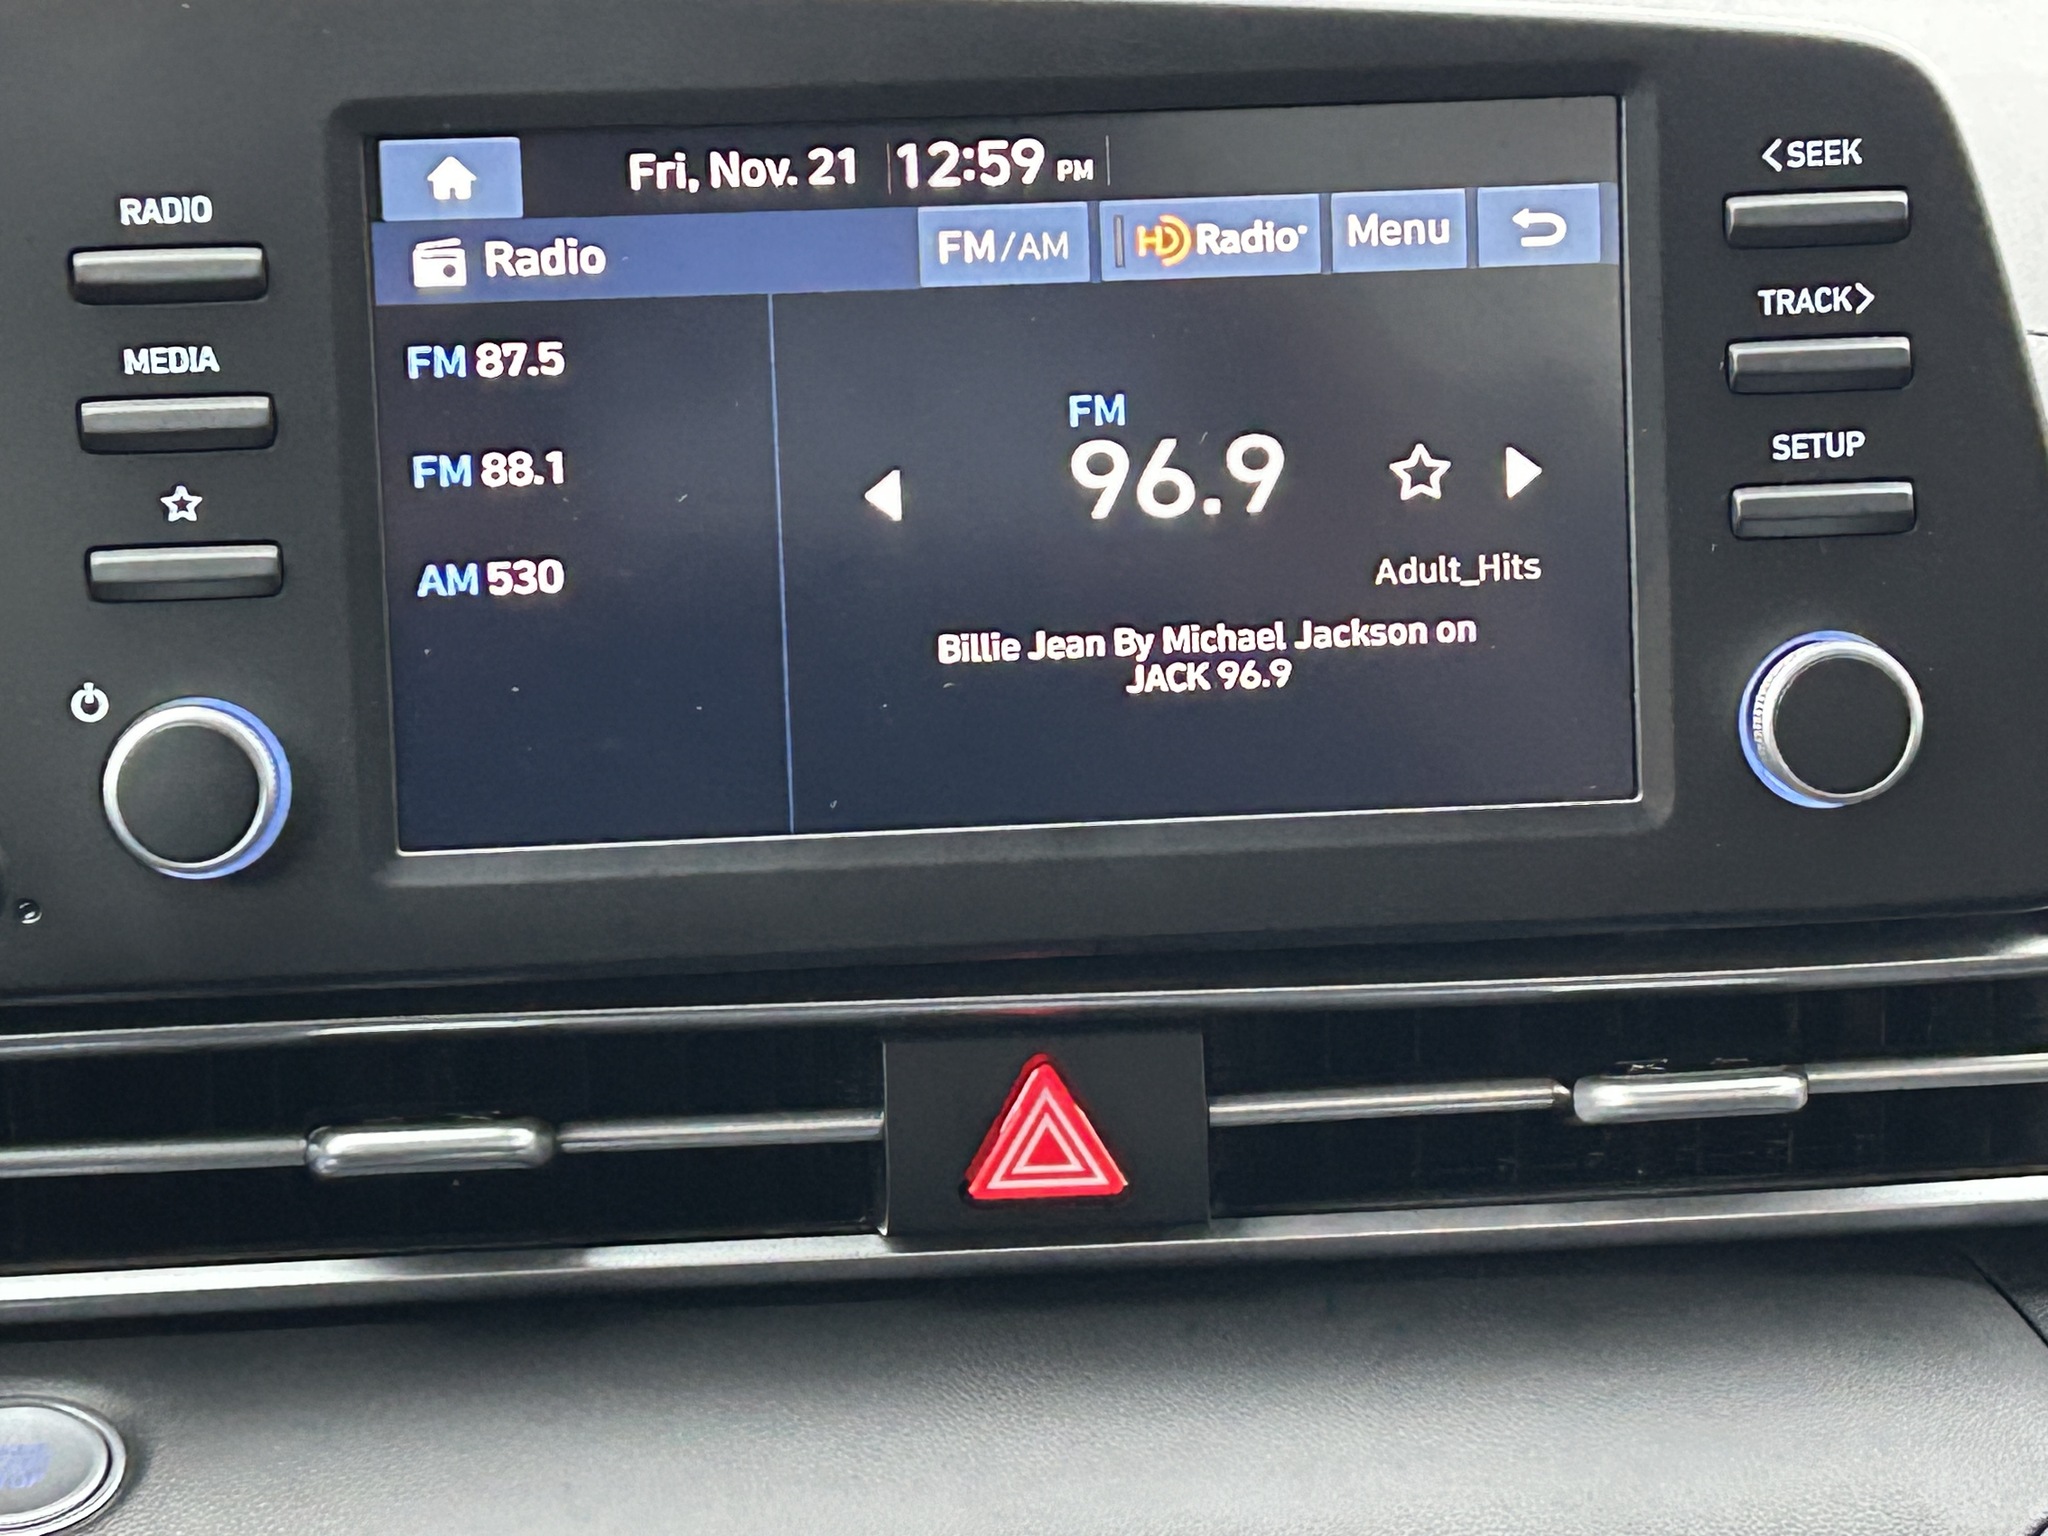 Fri, Nov. 21 12:59 PM
Radio FM/AM HD Radio Menu
FM 87.5
FM 88.1
AM 530
FM
96.9
Adult_Hits
Billie Jean By Michael Jackson on
JACK 96.9
RADIO
MEDIA
<SEEK
TRACK>
SETUP